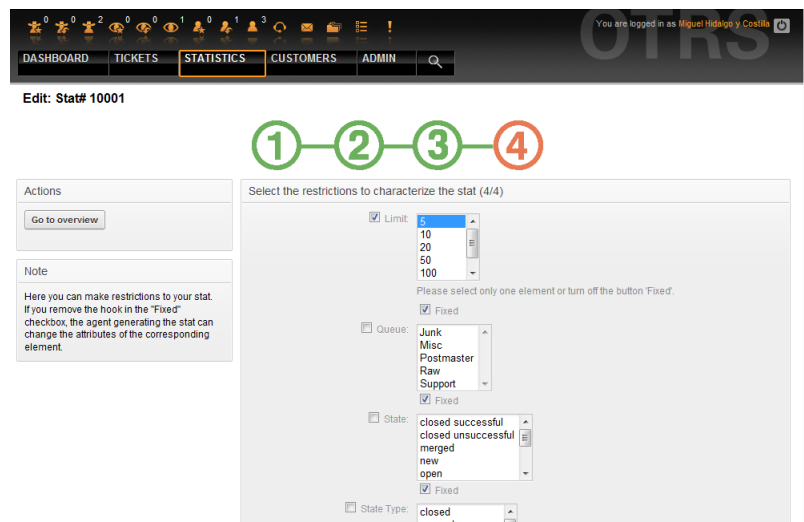 0 0 2 0 0 1 0 1 3
You are logged in as Miguel Hidalgo y Costilla
OTRS
DASHBOARD TICKETS STATISTICS CUSTOMERS ADMIN
Edit: Stat# 10001
1 2 3 4
Actions
Go to overview
Note
Here you can make restrictions to your stat.
If you remove the hook in the "Fixed"
checkbox, the agent generating the stat can
change the attributes of the corresponding
element.
Select the restrictions to characterize the stat (4/4)
Limit:
5
10
20
50
100
Please select only one element or turn off the button 'Fixed'.
Fixed
Queue:
Junk
Misc
Postmaster
Raw
Support
Fixed
State:
closed successful
closed unsuccessful
merged
new
open
Fixed
State Type:
closed